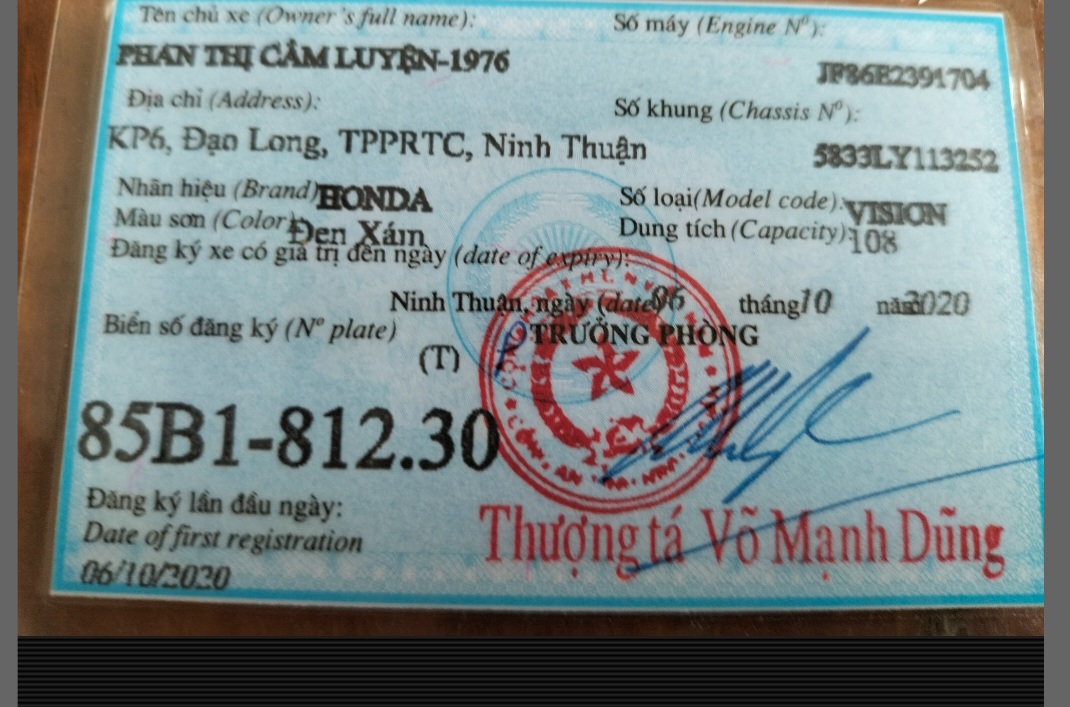 Tên chủ xe (Owner's full name):
PHAN THỊ CẨM LUYỆN-1976
Số máy (Engine Nº):
JF86E2391704
Địa chỉ (Address):
KP6, Đạo Long, TPPRTC, Ninh Thuận
Số khung (Chassis Nº):
5833LY113252
Nhãn hiệu (Brand) HONDA
Số loại (Model code): VISION
Màu sơn (Color) Đen Xám
Dung tích (Capacity): 108
Đăng ký xe có giá trị đến ngày (date of expiry):
Ninh Thuận, ngày (date) 06 tháng 10 năm 2020
Biển số đăng ký (Nº plate)
TRƯỞNG PHÒNG
(T)
85B1-812.30
Đăng ký lần đầu ngày:
Date of first registration
06/10/2020
Thượng tá Võ Mạnh Dũng